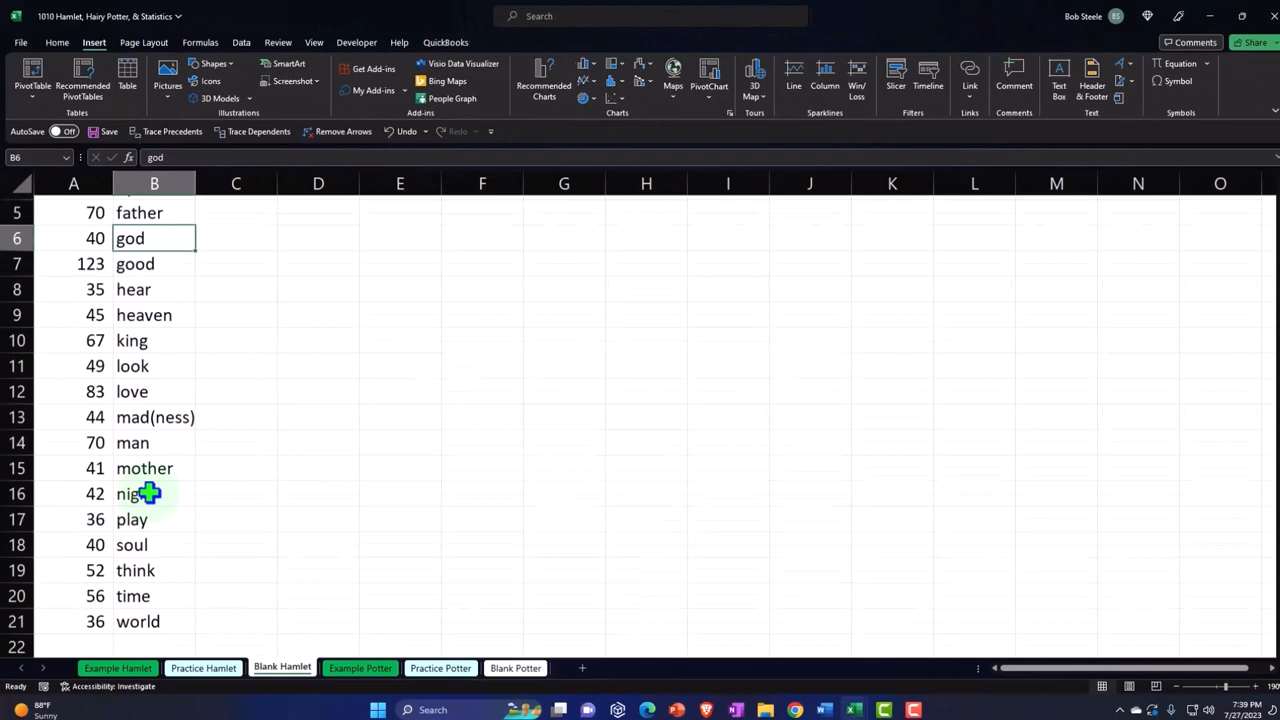 1010 Hamlet, Hairy Potter, & Statistics
Search
Bob Steele
BS
File Home Insert Page Layout Formulas Data Review View Developer Help QuickBooks
Comments
Share
PivotTable
Recommended PivotTables
Table
Tables
Pictures
Shapes
Icons
3D Models
SmartArt
Screenshot
Illustrations
Get Add-ins
My Add-ins
Visio Data Visualizer
Bing Maps
People Graph
Add-ins
Recommended Charts
Maps
PivotChart
Charts
3D Map
Tours
Line
Column
Win/Loss
Sparklines
Slicer
Timeline
Filters
Link
Links
Comment
Comments
Text Box
Header & Footer
Text
Equation
Symbol
Symbols
AutoSave Off Save Trace Precedents Trace Dependents Remove Arrows Undo Redo
B6 fx god
A B C D E F G H I J K L M N O
5 70 father
6 40 god
7 123 good
8 35 hear
9 45 heaven
10 67 king
11 49 look
12 83 love
13 44 mad(ness)
14 70 man
15 41 mother
16 42 nig
17 36 play
18 40 soul
19 52 think
20 56 time
21 36 world
22
Example Hamlet Practice Hamlet Blank Hamlet Example Potter Practice Potter Blank Potter
Ready Accessibility: Investigate
190
88°F
Sunny
Search
7:39 PM
7/27/2023